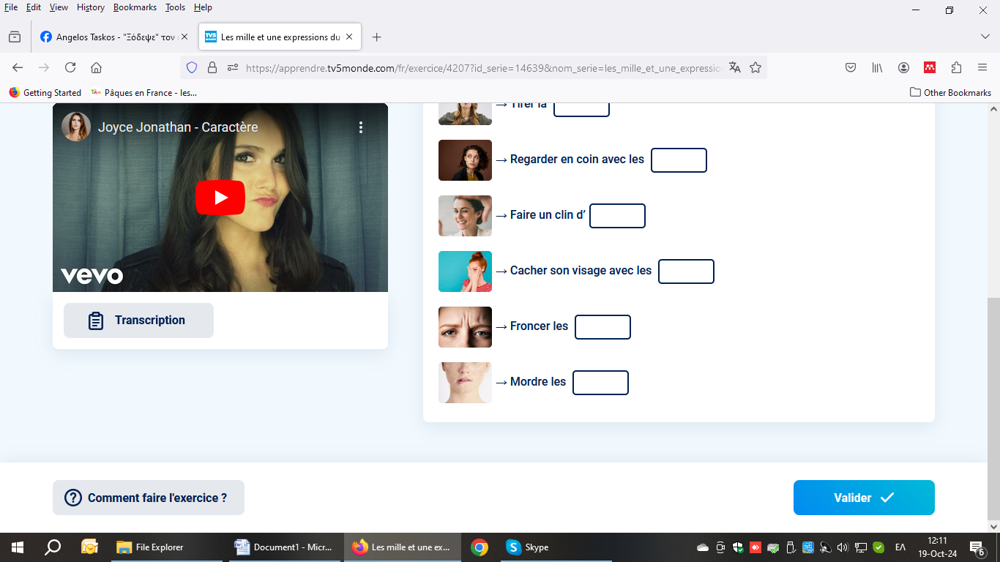 File Edit View History Bookmarks Tools Help
Angelos Taskos - "Ξόδεψε" τον
Les mille et une expressions du
https://apprendre.tv5monde.com/fr/exercice/4207?id_serie=14639&nom_serie=les_mille_et_une_expression
Getting Started
Pâques en France - les...
Other Bookmarks
Joyce Jonathan - Caractère
vevo
Transcription
→ Tirer la
→ Regarder en coin avec les
→ Faire un clin d’
→ Cacher son visage avec les
→ Froncer les
→ Mordre les
Comment faire l'exercice ?
Valider
File Explorer
Document1 - Micr...
Les mille et une ex...
Skype
ΕΛ
12:11
19-Oct-24
6